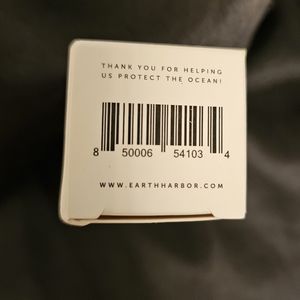 THANK YOU FOR HELPING
US PROTECT THE OCEAN!
8 50006 54103 4
WWW.EARTHHARBOR.COM